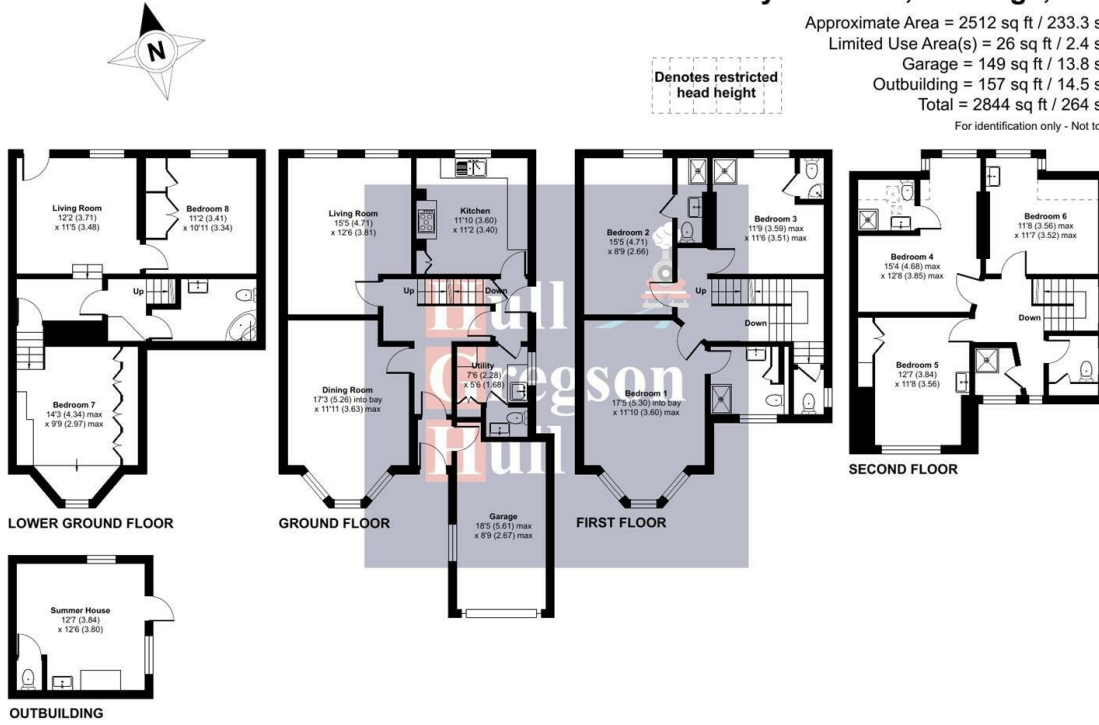 Approximate Area = 2512 sq ft / 233.3 s
Limited Use Area(s) = 26 sq ft / 2.4 s
Garage = 149 sq ft / 13.8 s
Outbuilding = 157 sq ft / 14.5 s
Total = 2844 sq ft / 264 s
For identification only - Not to
N
Denotes restricted
head height
Living Room
12'2 (3.71)
x 11'5 (3.48)
Bedroom 8
11'2 (3.41)
x 10'11 (3.34)
Up
Bedroom 7
14'3 (4.34) max
x 9'9 (2.97) max
LOWER GROUND FLOOR
Living Room
15'5 (4.71)
x 12'6 (3.81)
Kitchen
11'10 (3.60)
x 11'2 (3.40)
Up
Down
Utility
7'6 (2.28)
x 5'6 (1.68)
Dining Room
17'3 (5.26) into bay
x 11'11 (3.63) max
Garage
18'5 (5.61) max
x 8'9 (2.67) max
GROUND FLOOR
Hull
Gregson
Hull
Bedroom 2
15'5 (4.71)
x 8'9 (2.66)
Bedroom 3
11'9 (3.59) max
x 11'6 (3.51) max
Up
Down
Bedroom 1
17'5 (5.30) into bay
x 11'10 (3.60) max
FIRST FLOOR
Bedroom 6
11'8 (3.56) max
x 11'7 (3.52) max
Bedroom 4
15'4 (4.68) max
x 12'8 (3.85) max
Down
Bedroom 5
12'7 (3.84)
x 11'8 (3.56)
SECOND FLOOR
Summer House
12'7 (3.84)
x 12'6 (3.80)
OUTBUILDING